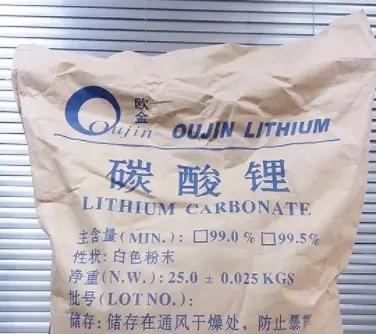 欧金
Oujin
OUJIN LITHIUM
碳酸锂
LITHIUM CARBONATE
主含量(MIN.): □99.0% □99.5%
性状: 白色粉末
净重(N.W.): 25.0 ± 0.025 KGS
批号(LOT NO.):
储存: 储存在通风干燥处, 防止暴